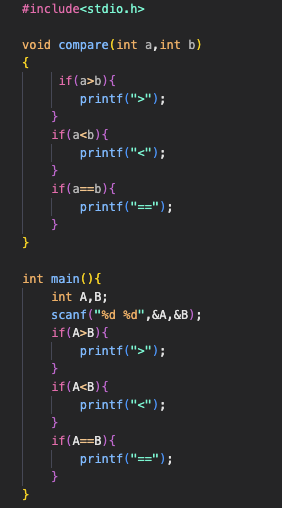 #include<stdio.h>

void compare(int a,int b)
{
     if(a>b){
        printf(">");
    }
    if(a<b){
        printf("<");
    }
    if(a==b){
        printf("==");
    }
}

int main(){
    int A,B;
    scanf("%d %d",&A,&B);
    if(A>B){
        printf(">");
    }
    if(A<B){
        printf("<");
    }
    if(A==B){
        printf("==");
    }
}